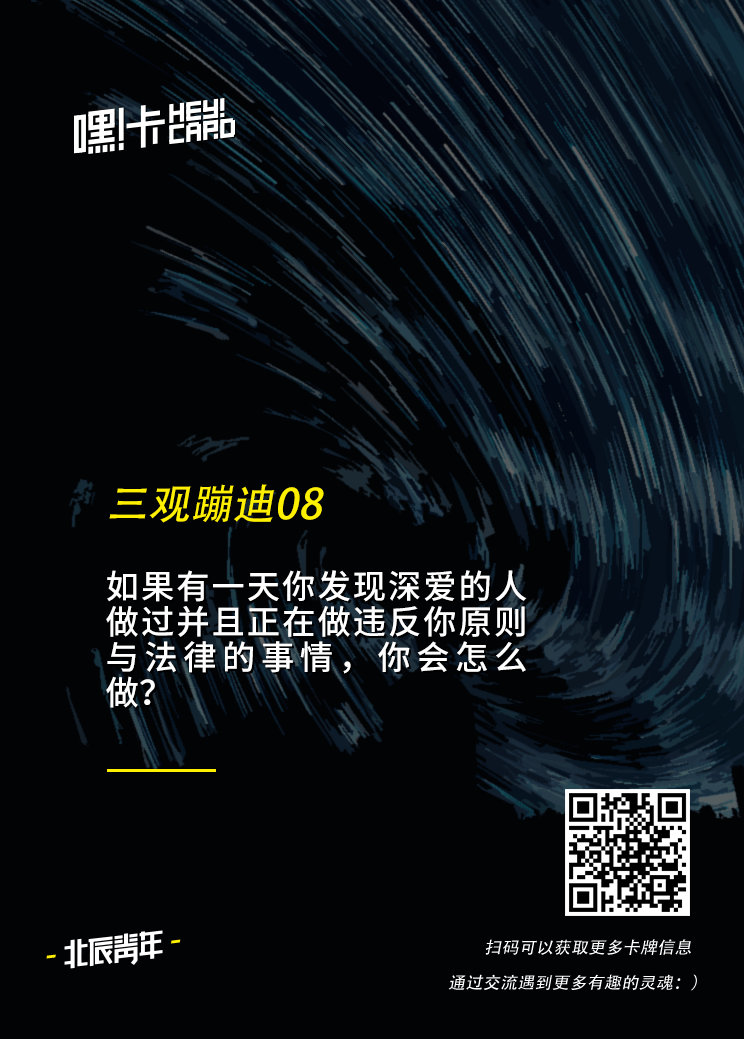 嘿!卡 HEY! CARD
三观蹦迪08
如果有一天你发现深爱的人
做过并且正在做违反你原则
与法律的事情，你会怎么
做？
扫码可以获取更多卡牌信息
- 北辰青年 -
通过交流遇到更多有趣的灵魂：）